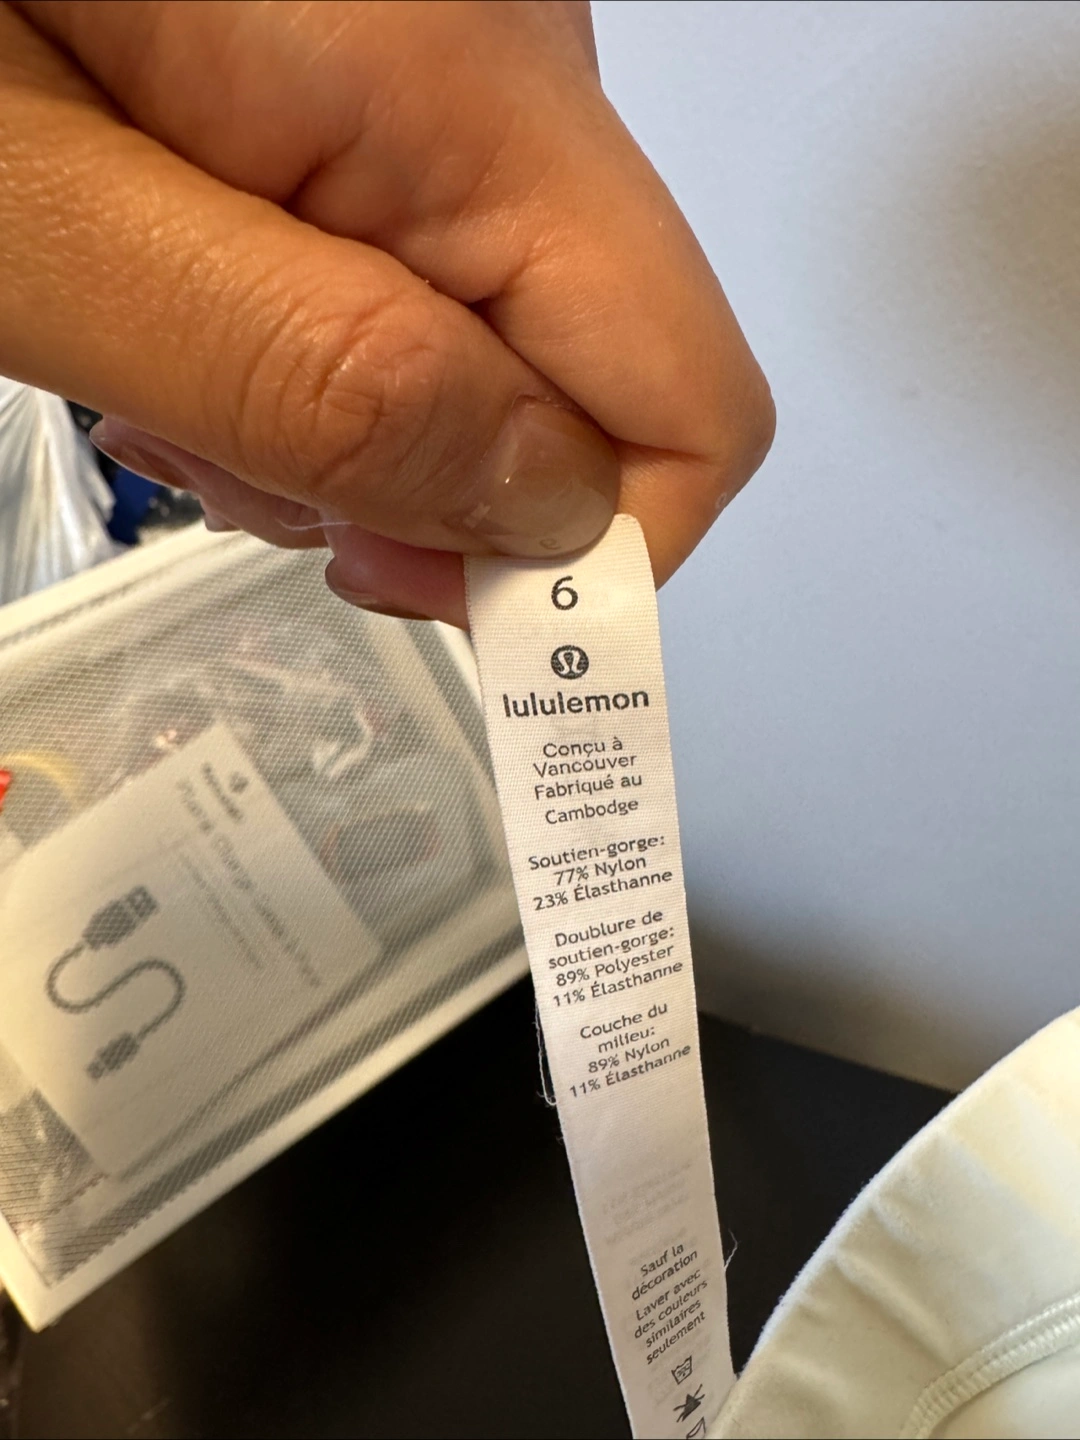 6
lululemon
Conçu à
Vancouver
Fabriqué au
Cambodge
Soutien-gorge:
77% Nylon
23% Élasthanne
Doublure de
soutien-gorge:
89% Polyester
11% Élasthanne
Couche du
milieu:
89% Nylon
11% Élasthanne
Sauf la
décoration
Laver avec
des couleurs
similaires
seulement